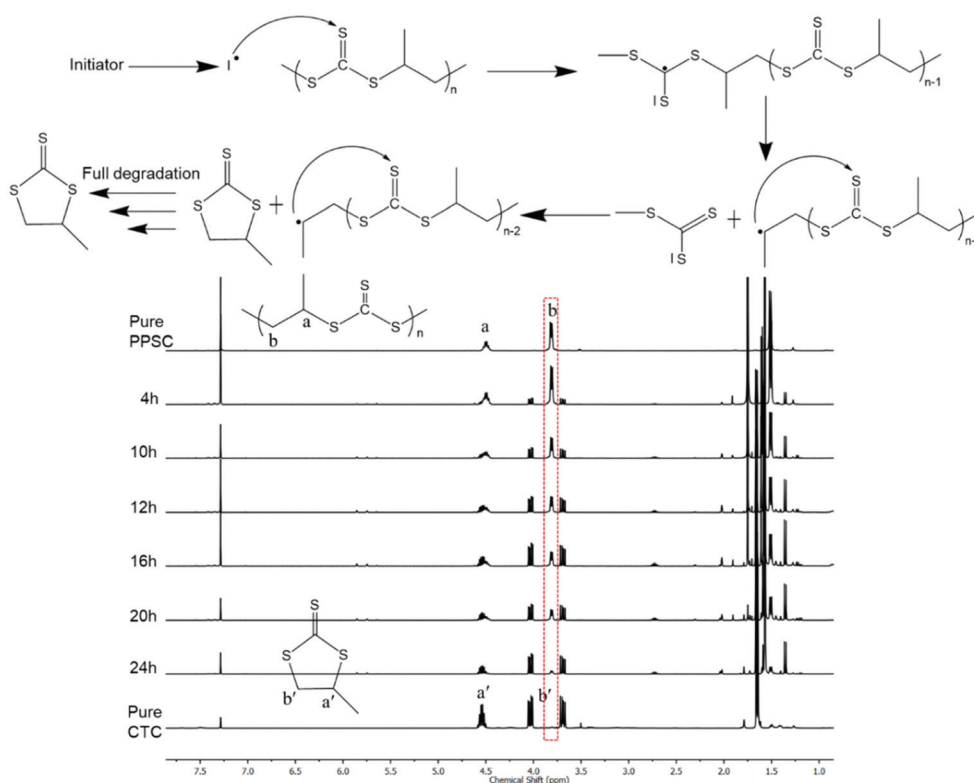 Initiator
I•
S
S
S
n
S
S
•
I S
S
S
S
n-1
S
S
S
Full degradation
S
S
S
+
•
S
S
S
n-2
S
S
I S
+
•
S
S
S
n-
Pure PPSC
a
b
S
S
S
n
a
b
4h
10h
12h
16h
20h
24h
S
S
S
b'
a'
Pure CTC
a'
b'
7.5 7.0 6.5 6.0 5.5 5.0 4.5 4.0 3.5 3.0 2.5 2.0 1.5 1.0
Chemical Shift (ppm)